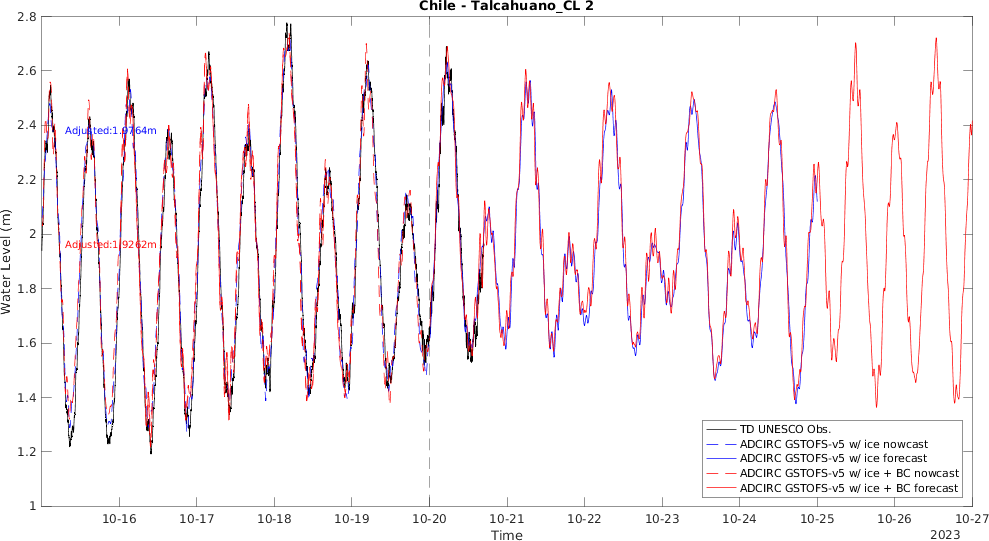 Chile - Talcahuano_CL 2
2.8
2.6
2.4
2.2
2
1.8
1.6
1.4
1.2
1
Water Level (m)
Adjusted:1.9764m
Adjusted:1.9262m
TD UNESCO Obs.
ADCIRC GSTOFS-v5 w/ ice nowcast
ADCIRC GSTOFS-v5 w/ ice forecast
ADCIRC GSTOFS-v5 w/ ice + BC nowcast
ADCIRC GSTOFS-v5 w/ ice + BC forecast
10-16 10-17 10-18 10-19 10-20 10-21 10-22 10-23 10-24 10-25 10-26 10-27
Time
2023